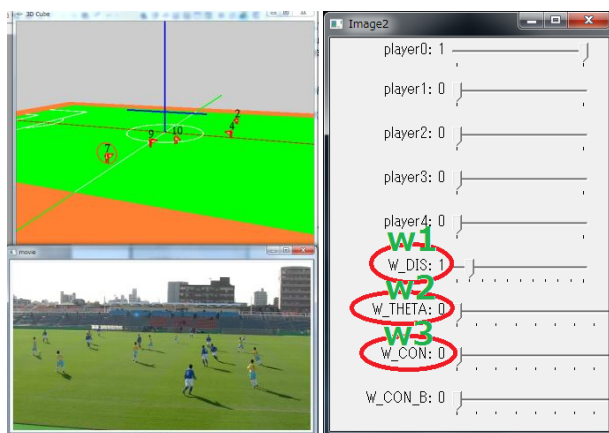 3D Cube
7
9
10
2
4
movie
Image2
player0: 1
player1: 0
player2: 0
player3: 0
player4: 0
w1
W_DIS: 1
w2
W_THETA: 0
w3
W_CON: 0
W_CON_B: 0